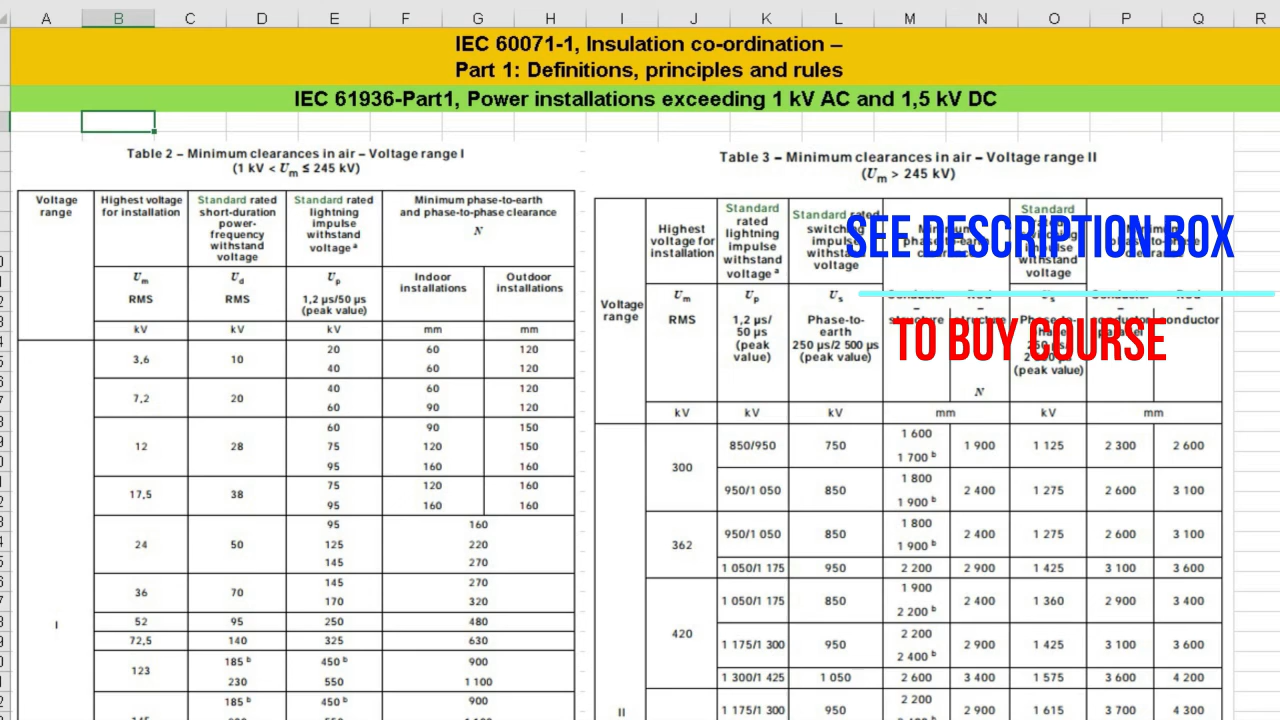 A B C D E F G H I J K L M N O P Q R
IEC 60071-1, Insulation co-ordination –
Part 1: Definitions, principles and rules
IEC 61936-Part1, Power installations exceeding 1 kV AC and 1,5 kV DC
Table 2 – Minimum clearances in air – Voltage range I
(1 kV < Um ≤ 245 kV)
Voltage range
Highest voltage for installation
Standard rated short-duration power-frequency withstand voltage
Standard rated lightning impulse withstand voltage a
Minimum phase-to-earth and phase-to-phase clearance
N
Um RMS
Ud RMS
Up 1,2 µs/50 µs (peak value)
Indoor installations
Outdoor installations
kV kV kV mm mm
I
3,6 10 20 60 120
40 60 120
7,2 20 40 60 120
60 90 120
12 28 60 90 150
75 120 150
95 160 160
17,5 38 75 120 160
95 160 160
24 50 95 160
125 220
145 270
36 70 145 270
170 320
52 95 250 480
72,5 140 325 630
123 185 b 450 b 900
230 550 1 100
185 b 450 b 900
Table 3 – Minimum clearances in air – Voltage range II
(Um > 245 kV)
Voltage range
Highest voltage for installation
Standard rated lightning impulse withstand voltage a
Standard rated switching impulse withstand voltage
Standard
withstand voltage
SEE DESCRIPTION BOX
TO BUY COURSE
Um RMS
Up 1,2 µs/ 50 µs (peak value)
Us Phase-to-earth 250 µs/2 500 µs (peak value)
(peak value)
N
kV kV kV mm kV mm
II
300 850/950 750 1 600 1 900 1 125 2 300 2 600
1 700 b
950/1 050 850 1 800 2 400 1 275 2 600 3 100
1 900 b
362 950/1 050 850 1 800 2 400 1 275 2 600 3 100
1 900 b
1 050/1 175 950 2 200 2 900 1 425 3 100 3 600
420 1 050/1 175 850 1 900 2 400 1 360 2 900 3 400
2 200 b
1 175/1 300 950 2 200 2 900 1 425 3 100 3 600
2 400 b
1 300/1 425 1 050 2 600 3 400 1 575 3 600 4 200
1 175/1 300 950 2 200 2 900 1 615 3 700 4 300